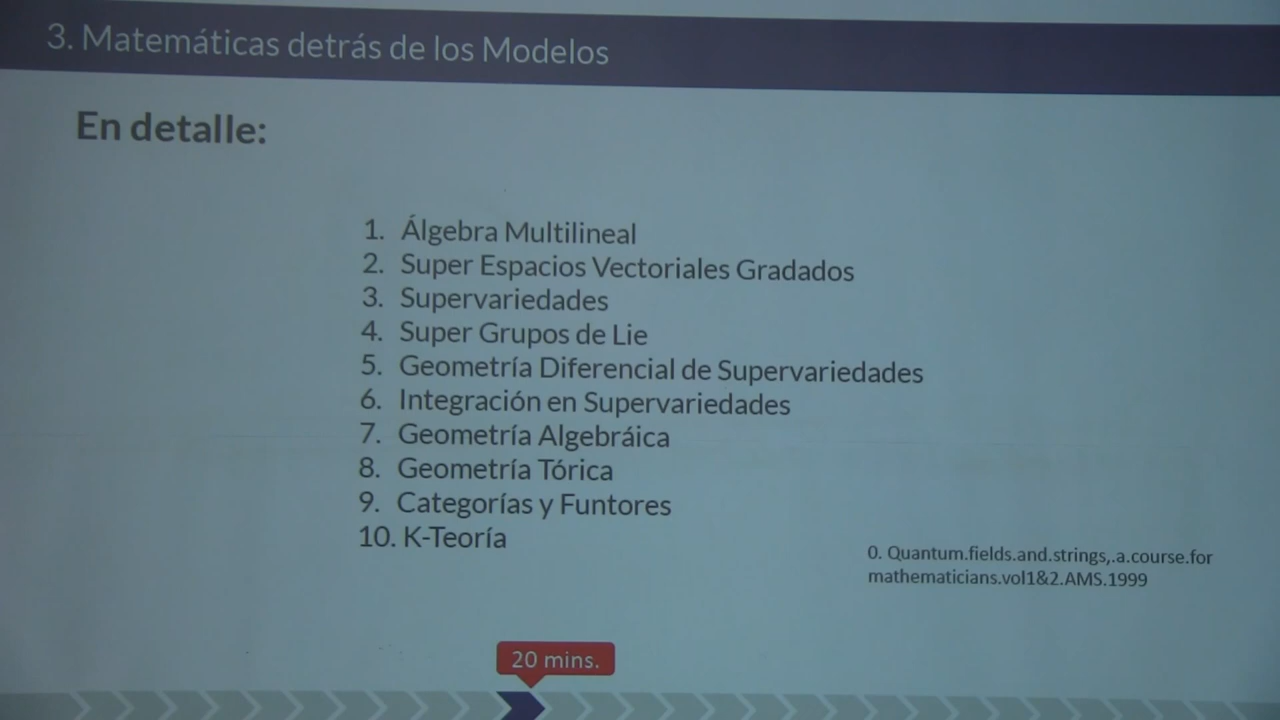 3. Matemáticas detrás de los Modelos
En detalle:
1. Álgebra Multilineal
2. Super Espacios Vectoriales Gradados
3. Supervariedades
4. Super Grupos de Lie
5. Geometría Diferencial de Supervariedades
6. Integración en Supervariedades
7. Geometría Algebráica
8. Geometría Tórica
9. Categorías y Funtores
10. K-Teoría
0. Quantum.fields.and.strings,.a.course.for
mathematicians.vol1&2.AMS.1999
20 mins.